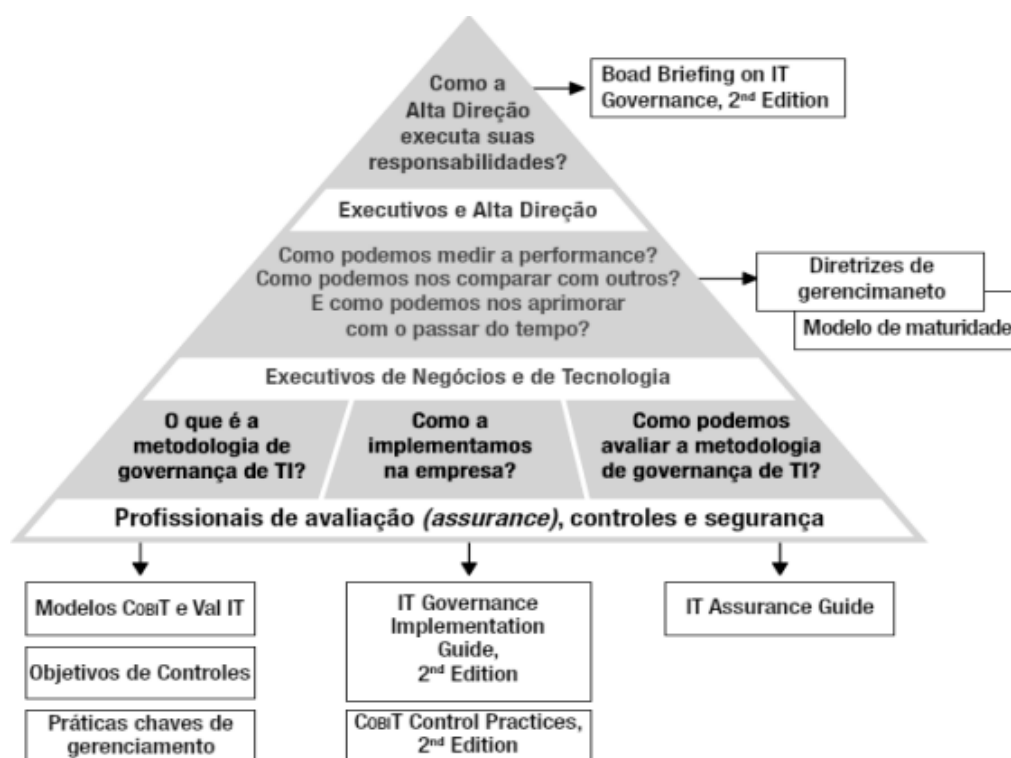 Como a
Alta Direção
executa suas
responsabilidades?
Boad Briefing on IT
Governance, 2nd Edition
Executivos e Alta Direção
Como podemos medir a performance?
Como podemos nos comparar com outros?
E como podemos nos aprimorar
com o passar do tempo?
Diretrizes de
gerencimaneto
Modelo de maturidade
Executivos de Negócios e de Tecnologia
O que é a
metodologia de
governança de TI?
Como a
implementamos
na empresa?
Como podemos
avaliar a metodologia
de governança de TI?
Profissionais de avaliação (assurance), controles e segurança
Modelos COBIT e Val IT
Objetivos de Controles
Práticas chaves de
gerenciamento
IT Governance
Implementation
Guide,
2nd Edition
COBIT Control Practices,
2nd Edition
IT Assurance Guide